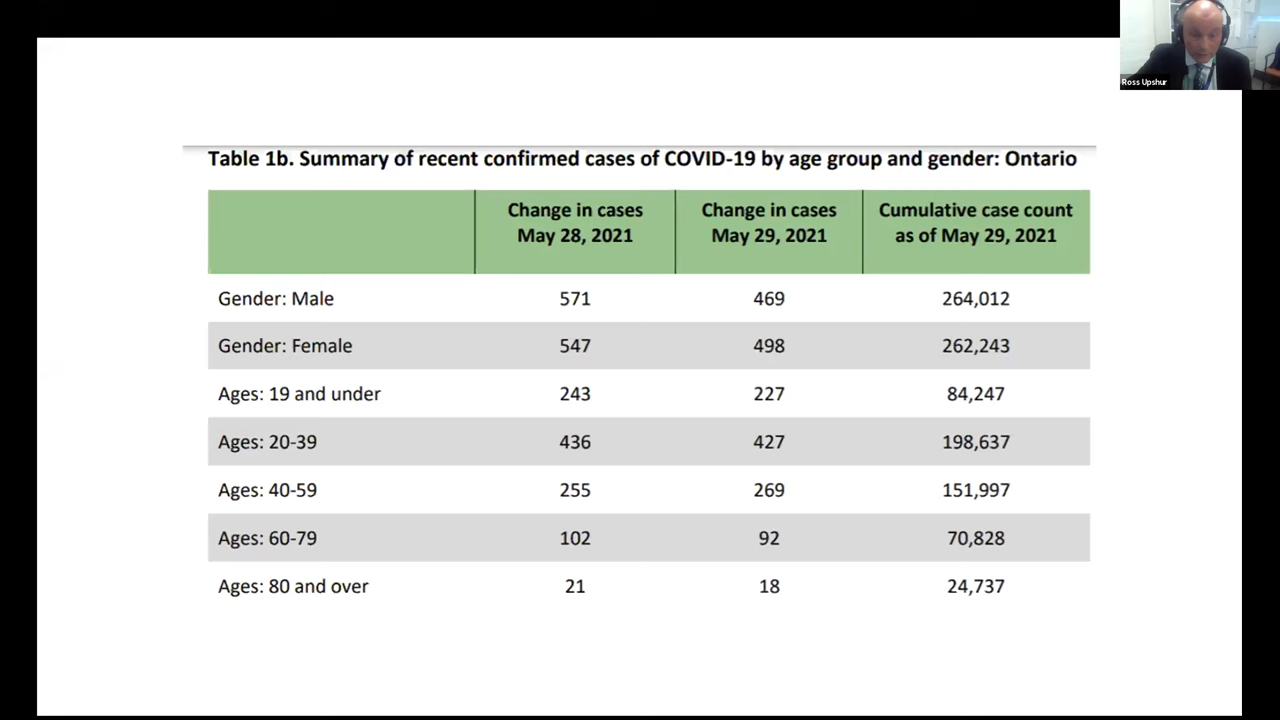 Ross Upshur
Table 1b. Summary of recent confirmed cases of COVID-19 by age group and gender: Ontario
Change in cases May 28, 2021 Change in cases May 29, 2021 Cumulative case count as of May 29, 2021
Gender: Male 571 469 264,012
Gender: Female 547 498 262,243
Ages: 19 and under 243 227 84,247
Ages: 20-39 436 427 198,637
Ages: 40-59 255 269 151,997
Ages: 60-79 102 92 70,828
Ages: 80 and over 21 18 24,737